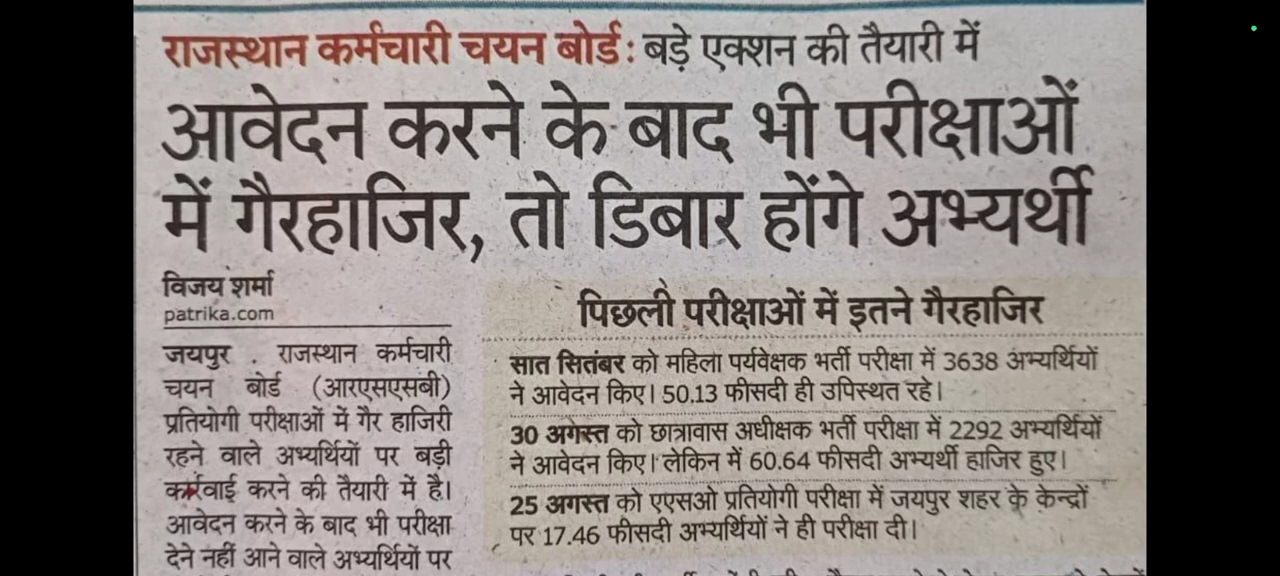 राजस्थान कर्मचारी चयन बोर्ड: बड़े एक्शन की तैयारी में
आवेदन करने के बाद भी परीक्षाओं
में गैरहाजिर, तो डिबार होंगे अभ्यर्थी
विजय शर्मा
patrika.com
जयपुर . राजस्थान कर्मचारी
चयन बोर्ड (आरएसएसबी)
प्रतियोगी परीक्षाओं में गैर हाजिरी
रहने वाले अभ्यर्थियों पर बड़ी
कार्रवाई करने की तैयारी में है।
आवेदन करने के बाद भी परीक्षा
देने नहीं आने वाले अभ्यर्थियों पर
पिछली परीक्षाओं में इतने गैरहाजिर
सात सितंबर को महिला पर्यवेक्षक भर्ती परीक्षा में 3638 अभ्यर्थियों
ने आवेदन किए। 50.13 फीसदी ही उपिस्थत रहे।
30 अगस्त को छात्रावास अधीक्षक भर्ती परीक्षा में 2292 अभ्यर्थियों
ने आवेदन किए। लेकिन में 60.64 फीसदी अभ्यर्थी हाजिर हुए।
25 अगस्त को एएसओ प्रतियोगी परीक्षा में जयपुर शहर के केन्द्रों
पर 17.46 फीसदी अभ्यर्थियों ने ही परीक्षा दी।